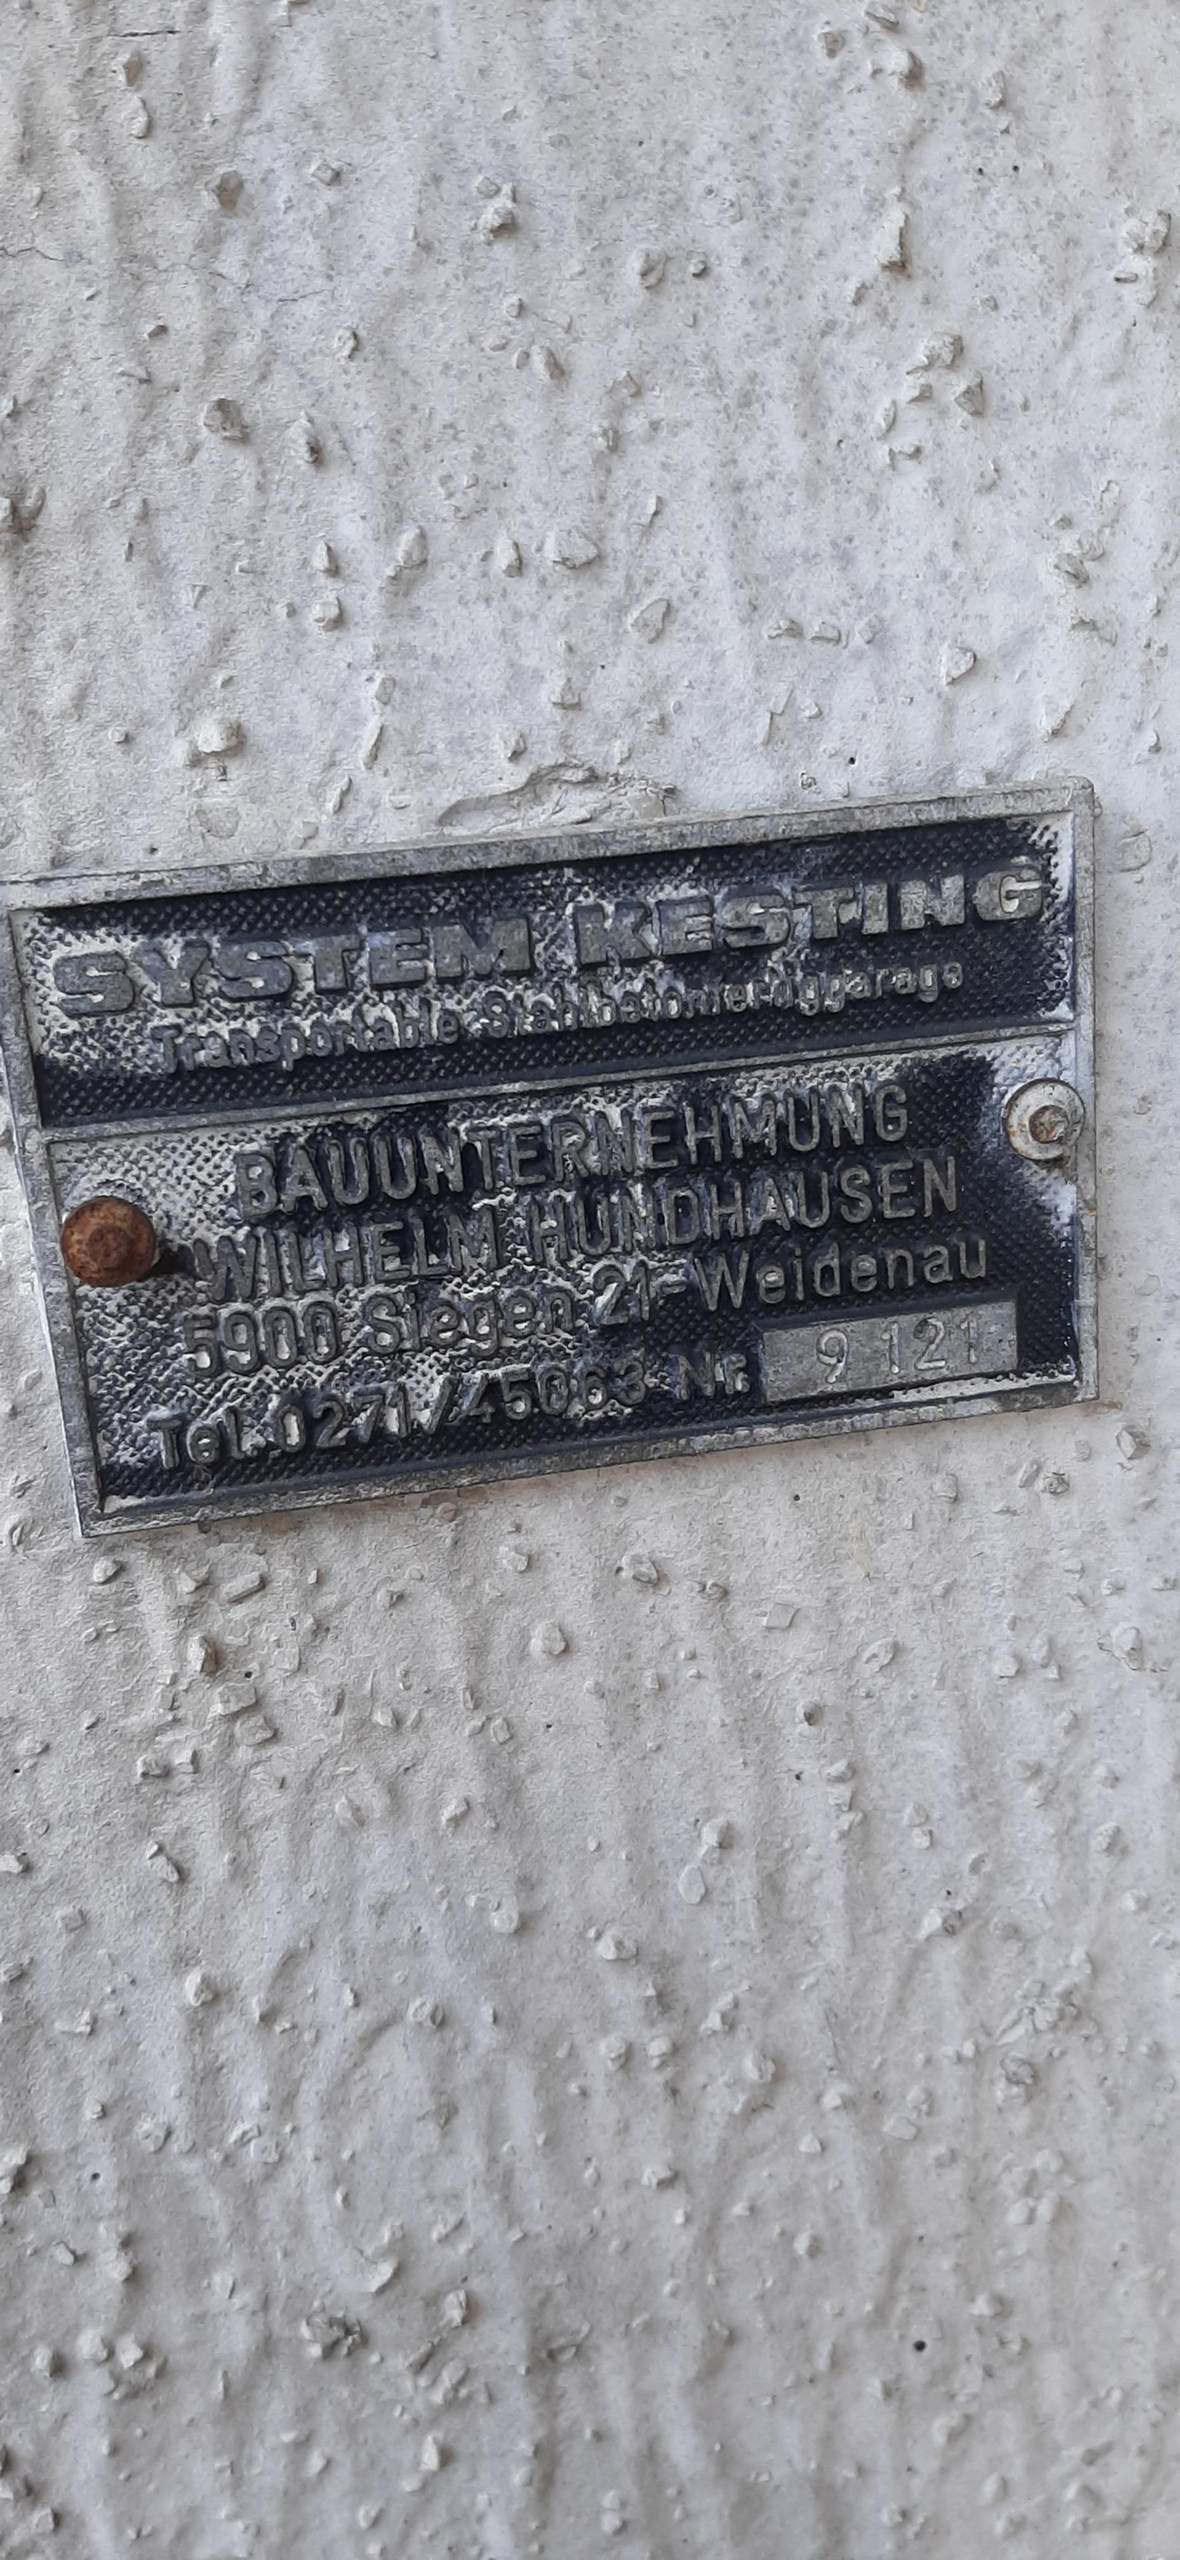 SYSTEM KESTING
Transportable Stahlbetonfertiggarage
BAUUNTERNEHMUNG
WILHELM HUNDHAUSEN
5900 Siegen 21-Weidenau
Tel. 0271/45063 Nr. 9 121